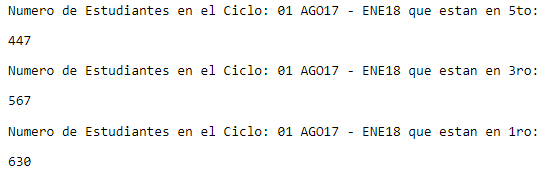 Numero de Estudiantes en el Ciclo: 01 AGO17 - ENE18 que estan en 5to:
447
Numero de Estudiantes en el Ciclo: 01 AGO17 - ENE18 que estan en 3ro:
567
Numero de Estudiantes en el Ciclo: 01 AGO17 - ENE18 que estan en 1ro:
630